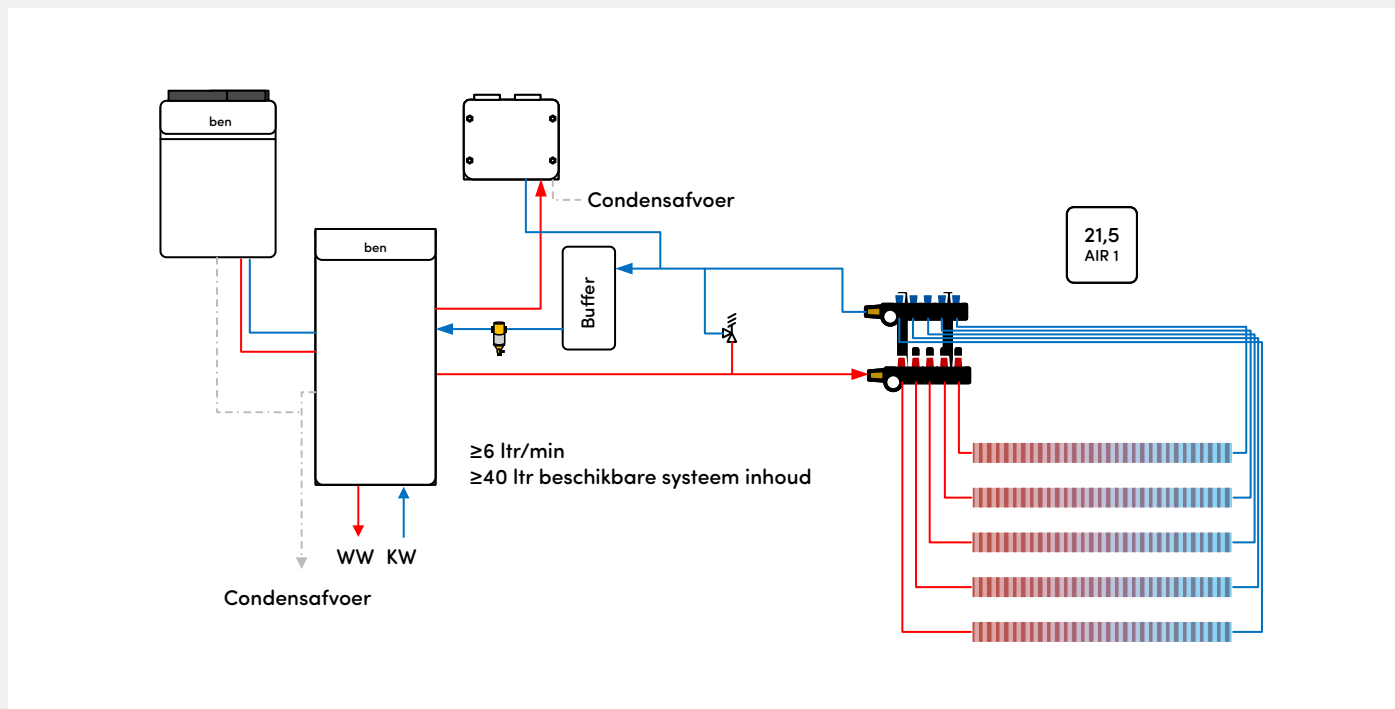 ben
Condensafvoer
21,5
AIR 1
ben
Buffer
≥6 ltr/min
≥40 ltr beschikbare systeem inhoud
WW KW
Condensafvoer